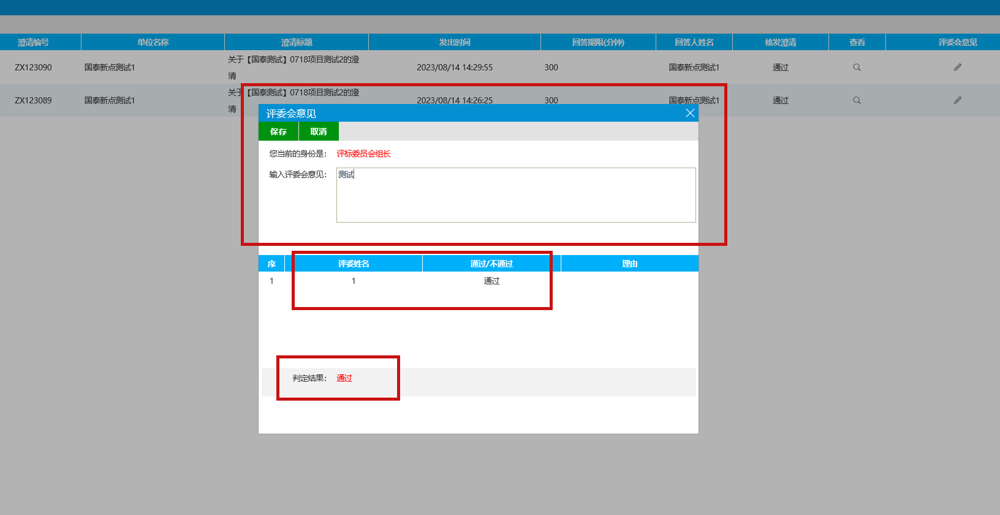 澄清编号 单位名称 澄清标题 发出时间 回答期限(分钟) 回答人姓名 核发澄清 查看 评委会意见
ZX123090 国泰新点测试1 关于【国泰测试】0718项目测试2的澄清 2023/08/14 14:29:55 300 国泰新点测试1 通过
ZX123089 国泰新点测试1 关于【国泰测试】0718项目测试2的澄清 2023/08/14 14:26:25 300 国泰新点测试1 通过
评委会意见
保存 取消
您当前的身份是： 评标委员会组长
输入评委会意见： 测试
序 评委姓名 通过/不通过 理由
1 1 通过
判定结果： 通过